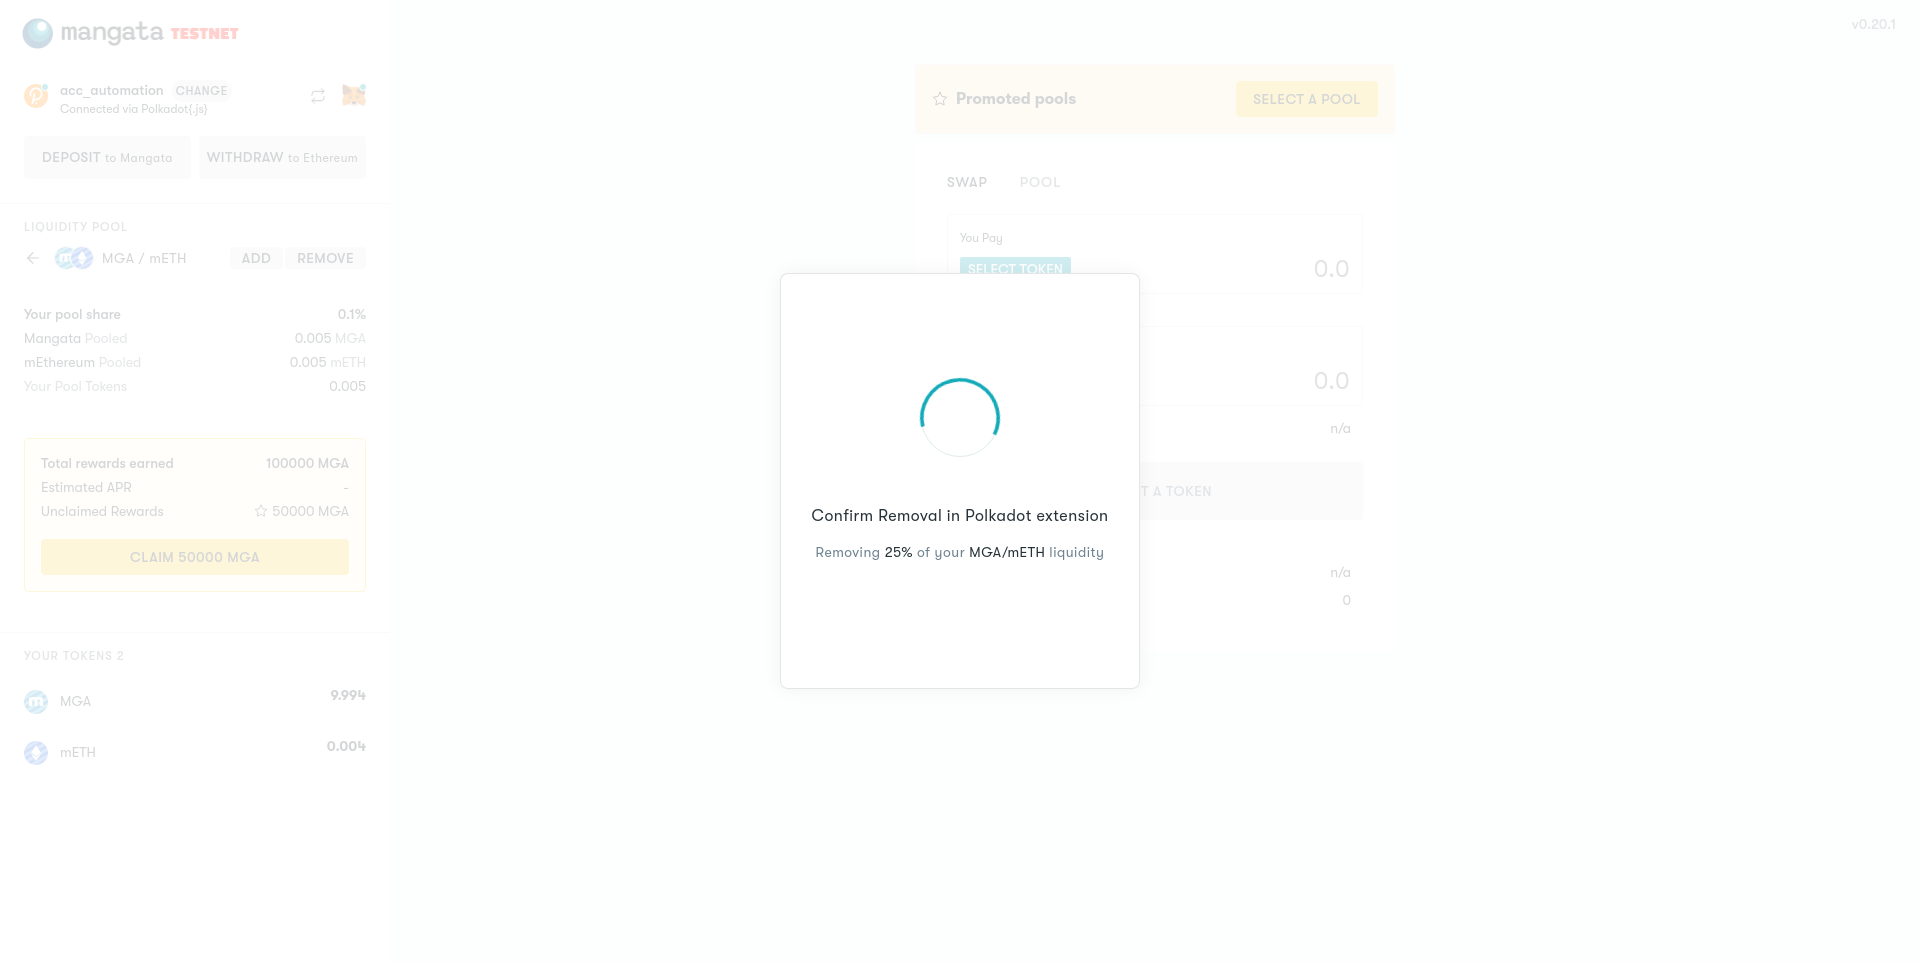 mangata TESTNET
v0.20.1
acc_automation CHANGE
Connected via Polkadot{.js}
DEPOSIT to Mangata
WITHDRAW to Ethereum
LIQUIDITY POOL
MGA / mETH
ADD
REMOVE
Your pool share 0.1%
Mangata Pooled 0.005 MGA
mEthereum Pooled 0.005 mETH
Your Pool Tokens 0.005
Total rewards earned 100000 MGA
Estimated APR -
Unclaimed Rewards 50000 MGA
CLAIM 50000 MGA
YOUR TOKENS 2
MGA 9.994
mETH 0.004
Promoted pools
SELECT A POOL
SWAP
POOL
You Pay
SELECT TOKEN
0.0
0.0
n/a
T A TOKEN
n/a
0
Confirm Removal in Polkadot extension
Removing 25% of your MGA/mETH liquidity